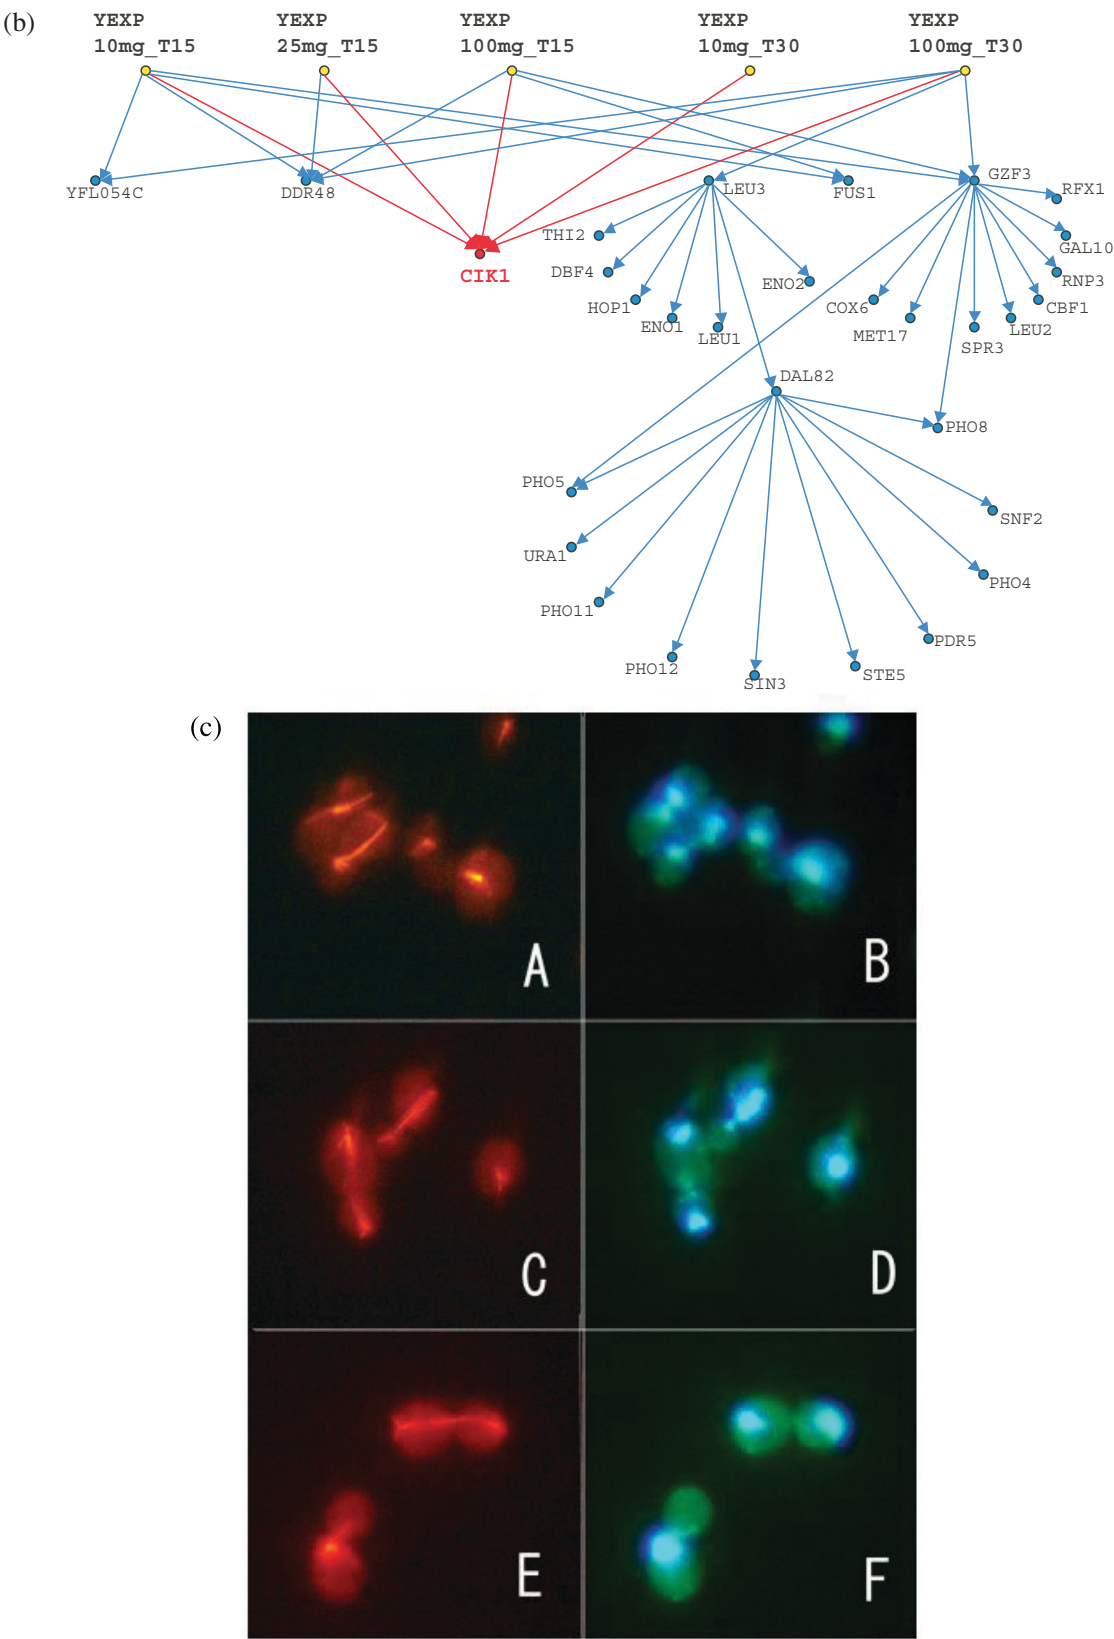 (b)
YEXP 10mg_T15
YEXP 25mg_T15
YEXP 100mg_T15
YEXP 10mg_T30
YEXP 100mg_T30
YFL054C
DDR48
CIK1
LEU3
FUS1
GZF3
RFX1
THI2
GAL10
DBF4
ENO2
RNP3
HOP1
COX6
CBF1
ENO1
LEU1
MET17
SPR3
LEU2
DAL82
PHO8
PHO5
SNF2
URA1
PHO4
PHO11
PDR5
PHO12
SIN3
STE5
(c)
A
B
C
D
E
F